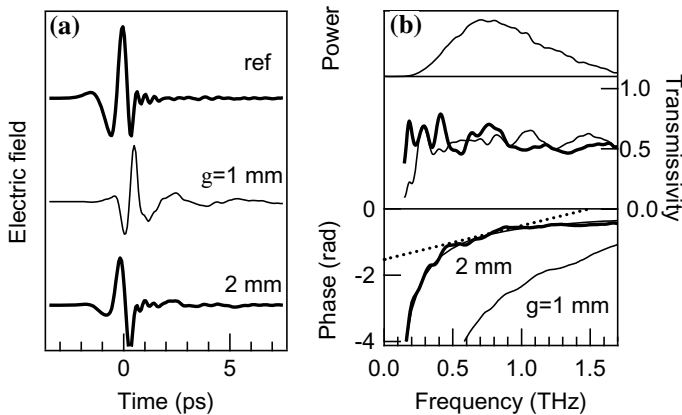 (a)
ref
g=1 mm
2 mm
Electric field
0
5
Time (ps)
(b)
Power
1.0
0.5
0.0
Transmissivity
0
-2
-4
Phase (rad)
2 mm
g=1 mm
0.0
0.5
1.0
1.5
Frequency (THz)